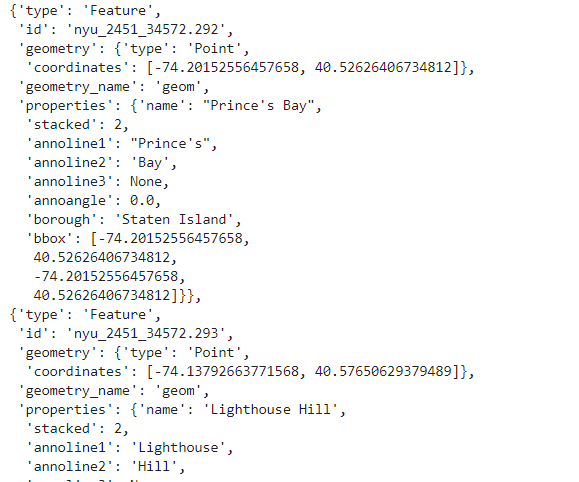 {'type': 'Feature',
'id': 'nyu_2451_34572.292',
'geometry': {'type': 'Point',
'coordinates': [-74.20152556457658, 40.52626406734812]},
'geometry_name': 'geom',
'properties': {'name': "Prince's Bay",
'stacked': 2,
'annoline1': "Prince's",
'annoline2': 'Bay',
'annoline3': None,
'annoangle': 0.0,
'borough': 'Staten Island',
'bbox': [-74.20152556457658,
40.52626406734812,
-74.20152556457658,
40.52626406734812]}},
{'type': 'Feature',
'id': 'nyu_2451_34572.293',
'geometry': {'type': 'Point',
'coordinates': [-74.13792663771568, 40.57650629379489]},
'geometry_name': 'geom',
'properties': {'name': 'Lighthouse Hill',
'stacked': 2,
'annoline1': 'Lighthouse',
'annoline2': 'Hill',